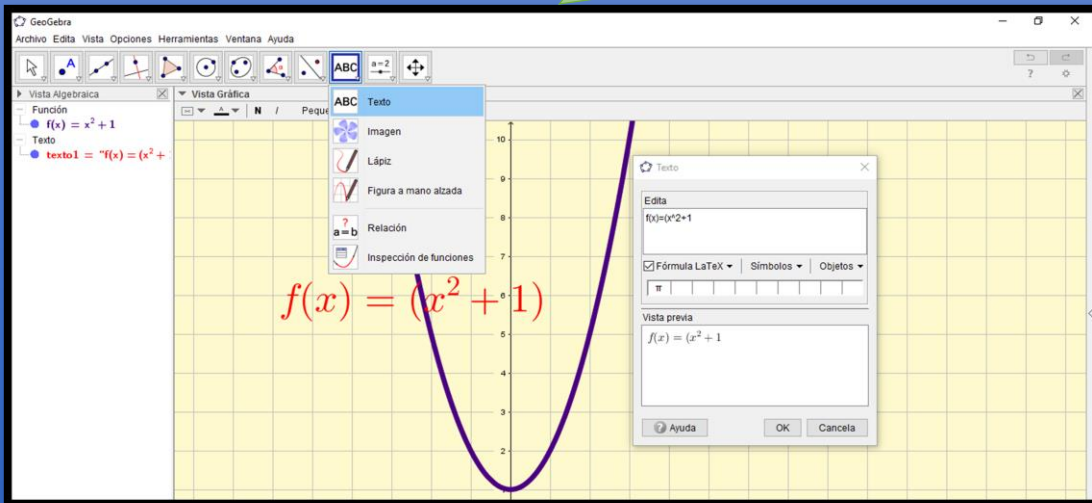 GeoGebra
Archivo Edita Vista Opciones Herramientas Ventana Ayuda
A
ABC
a=2
?
Vista Algebraica
Vista Gráfica
Función
f(x) = x² + 1
Texto
texto1 = "f(x) = (x² +
N I Peque
ABC Texto
Imagen
Lápiz
Figura a mano alzada
? a=b Relación
Inspección de funciones
10
9
8
7
6
5
4
3
2
f(x) = (x² + 1)
Texto
Edita
f(x)=(x^2+1
Fórmula LaTeX Símbolos Objetos
π
Vista previa
f(x) = (x² + 1
? Ayuda OK Cancela